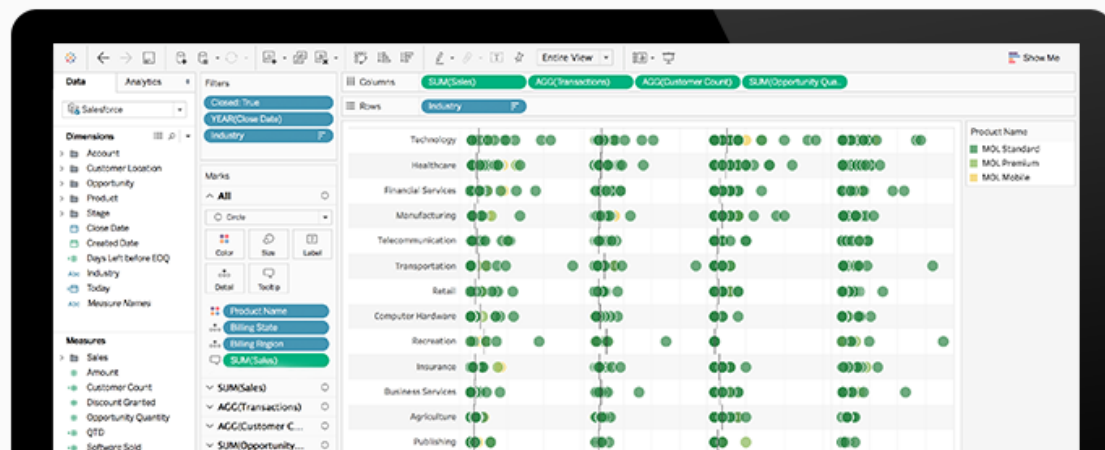 Entire View
Show Me
Data
Analytics
Salesforce
Dimensions
Account
Customer Location
Opportunity
Product
Stage
Close Date
Created Date
Days Left before EOQ
Abc Industry
Today
Abc Measure Names
Measures
Sales
Amount
Customer Count
Discount Granted
Opportunity Quantity
QTD
Software Sold
Filters
Closed: True
YEAR(Close Date)
Industry
Marks
All
Circle
Color
Size
Label
Detail
Tooltip
Product Name
Billing State
Billing Region
SUM(Sales)
SUM(Sales)
AGG(Transactions)
AGG(Customer C...
SUM(Opportunity...
Columns
SUM(Sales)
AGG(Transactions)
AGG(Customer Count)
SUM(Opportunity Qua..
Rows
Industry
Technology
Healthcare
Financial Services
Manufacturing
Telecommunication
Transportation
Retail
Computer Hardware
Recreation
Insurance
Business Services
Agriculture
Publishing
Product Name
MOL Standard
MOL Premium
MOL Mobile